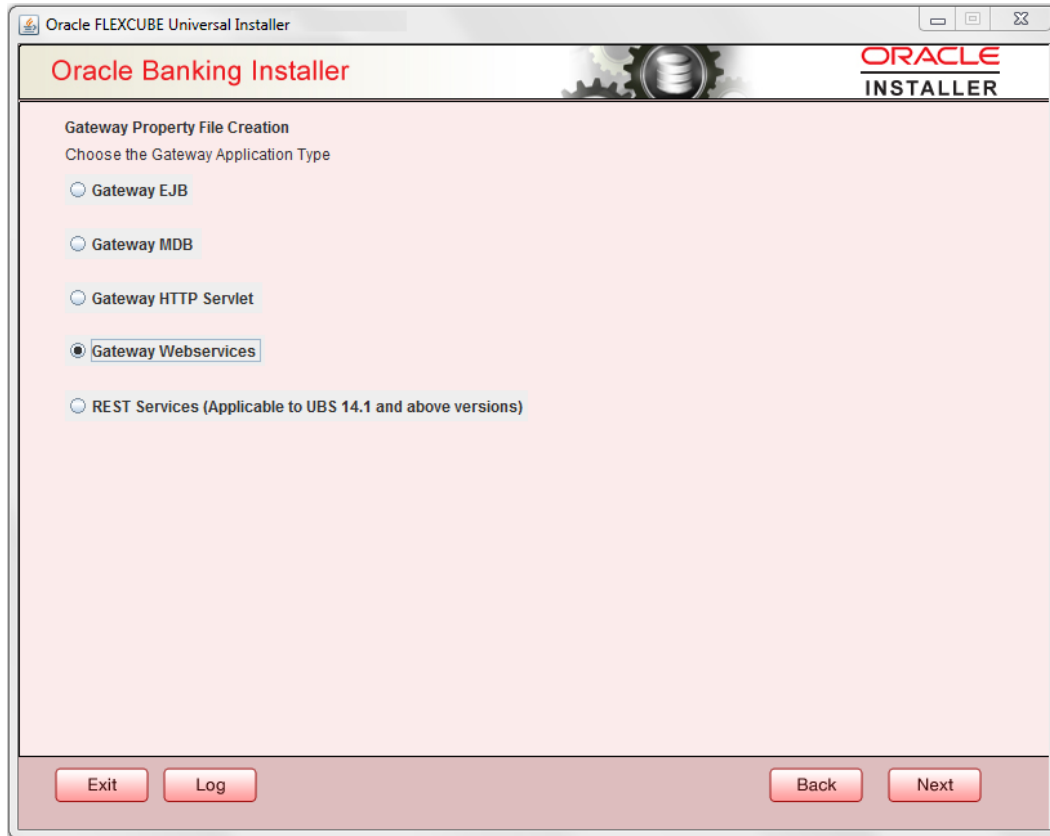 Oracle FLEXCUBE Universal Installer
Oracle Banking Installer
ORACLE
INSTALLER
Gateway Property File Creation
Choose the Gateway Application Type
Gateway EJB
Gateway MDB
Gateway HTTP Servlet
Gateway Webservices
REST Services (Applicable to UBS 14.1 and above versions)
Exit Log Back Next